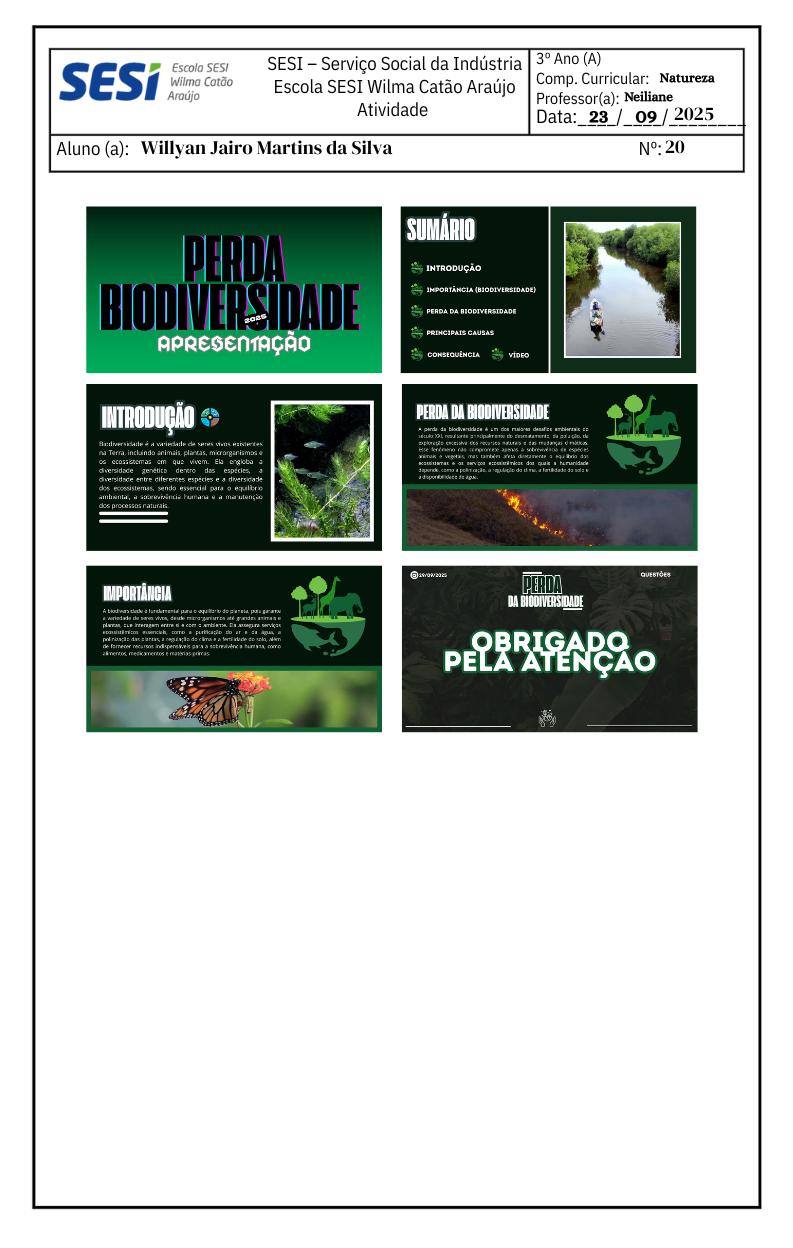 SESI
Escola SESI
Wilma Catão
Araújo
SESI – Serviço Social da Indústria
Escola SESI Wilma Catão Araújo
Atividade
3º Ano (A)
Comp. Curricular: Natureza
Professor(a): Neiliane
Data:_ 23 _/_ 09 _/ 2025
Aluno (a): Willyan Jairo Martins da Silva
Nº: 20
PERDA
BIODIVERSIDADE
2025
APRESENTAÇÃO
SUMÁRIO
INTRODUÇÃO
IMPORTÂNCIA (BIODIVERSIDADE)
PERDA DA BIODIVERSIDADE
PRINCIPAIS CAUSAS
CONSEQUÊNCIA
VÍDEO
INTRODUÇÃO
Biodiversidade é a variedade de seres vivos existentes
na Terra, incluindo animais, plantas, microrganismos e
os ecossistemas em que vivem. Ela engloba a
diversidade genética dentro das espécies, a
diversidade entre diferentes espécies e a diversidade
dos ecossistemas, sendo essencial para o equilíbrio
ambiental, a sobrevivência humana e a manutenção
dos processos naturais.
PERDA DA BIODIVERSIDADE
A perda da biodiversidade é um dos maiores desafios ambientais do
século XXI, resultante principalmente do desmatamento, da poluição, da
exploração excessiva dos recursos naturais e das mudanças climáticas.
Esse fenômeno não compromete apenas a sobrevivência de espécies
animais e vegetais, mas também afeta diretamente o equilíbrio dos
ecossistemas e os serviços ecossistêmicos dos quais a humanidade
depende, como a polinização, a regulação do clima, a fertilidade do solo e
a disponibilidade de água.
IMPORTÂNCIA
A biodiversidade é fundamental para o equilíbrio do planeta, pois garante
a variedade de seres vivos, desde microrganismos até grandes animais e
plantas, que interagem entre si e com o ambiente. Ela assegura serviços
ecossistêmicos essenciais, como a purificação do ar e da água, a
polinização das plantas, a regulação do clima e a fertilidade do solo, além
de fornecer recursos indispensáveis para a sobrevivência humana, como
alimentos, medicamentos e matérias-primas.
29/09/2025
QUESTÕES
PERDA
DA BIODIVERSIDADE
OBRIGADO
PELA ATENÇÃO